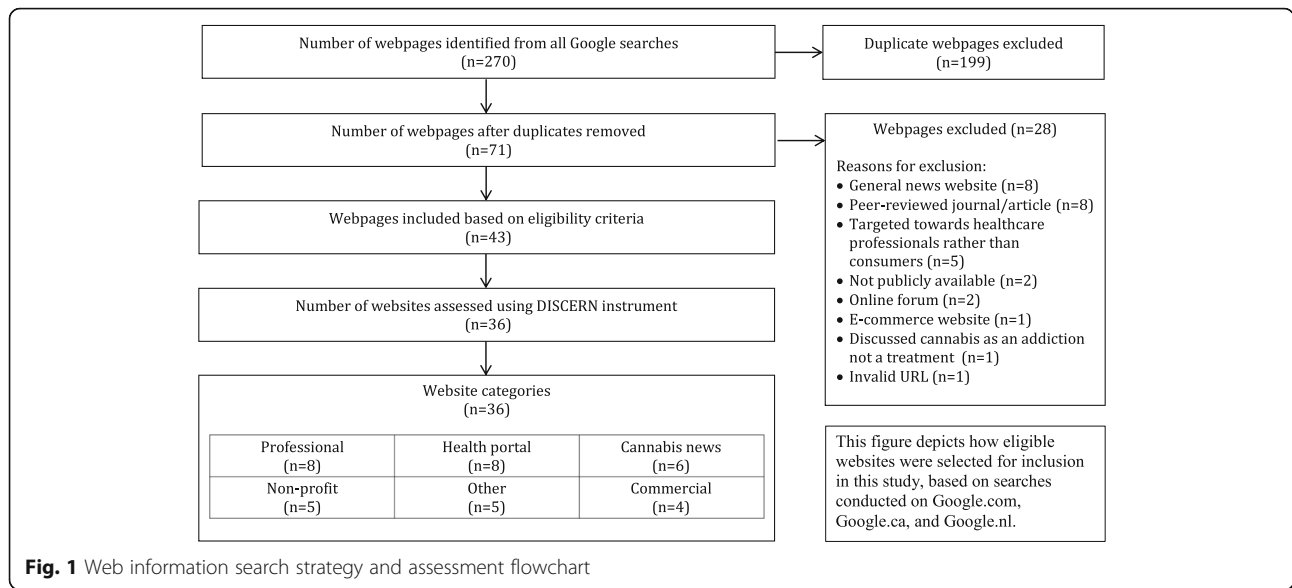 Number of webpages identified from all Google searches
(n=270)
Duplicate webpages excluded
(n=199)
Number of webpages after duplicates removed
(n=71)
Webpages excluded (n=28)
Reasons for exclusion:
• General news website (n=8)
• Peer-reviewed journal/article (n=8)
• Targeted towards healthcare
professionals rather than
consumers (n=5)
• Not publicly available (n=2)
• Online forum (n=2)
• E-commerce website (n=1)
• Discussed cannabis as an addiction
not a treatment (n=1)
• Invalid URL (n=1)
Webpages included based on eligibility criteria
(n=43)
Number of websites assessed using DISCERN instrument
(n=36)
Website categories
(n=36)
Professional
(n=8)
Health portal
(n=8)
Cannabis news
(n=6)
Non-profit
(n=5)
Other
(n=5)
Commercial
(n=4)
This figure depicts how eligible
websites were selected for inclusion
in this study, based on searches
conducted on Google.com,
Google.ca, and Google.nl.
Fig. 1 Web information search strategy and assessment flowchart